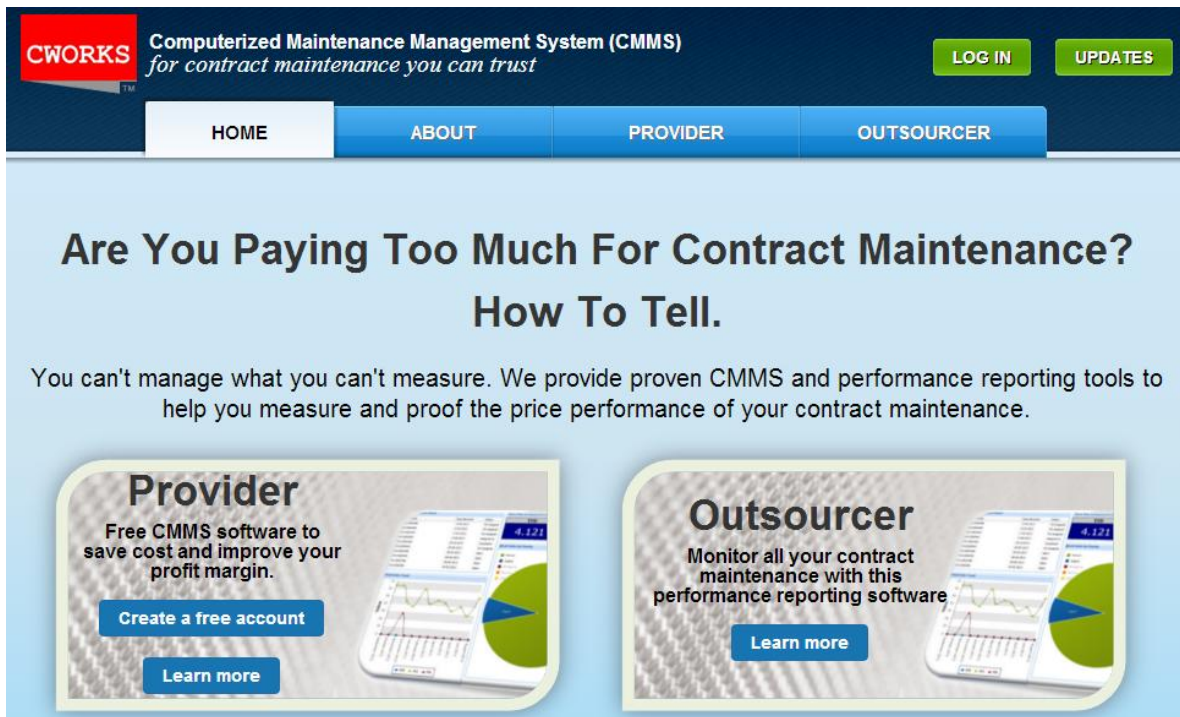 CWORKS
TM
Computerized Maintenance Management System (CMMS)
for contract maintenance you can trust
LOG IN
UPDATES
HOME
ABOUT
PROVIDER
OUTSOURCER
Are You Paying Too Much For Contract Maintenance?
How To Tell.
You can't manage what you can't measure. We provide proven CMMS and performance reporting tools to
help you measure and proof the price performance of your contract maintenance.
Provider
Free CMMS software to
save cost and improve your
profit margin.
Create a free account
Learn more
4.121
Outsourcer
Monitor all your contract
maintenance with this
performance reporting software
Learn more
4.121